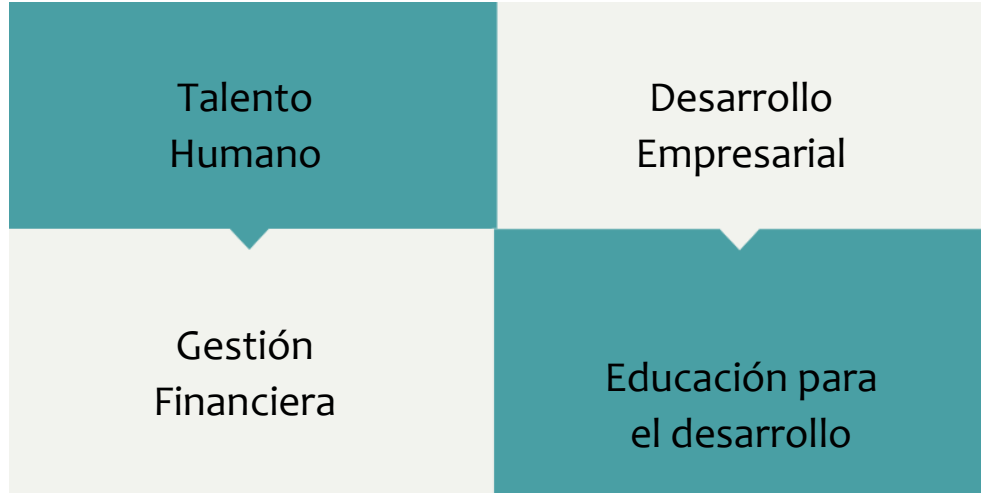 Talento
Humano
Desarrollo
Empresarial
Gestión
Financiera
Educación para
el desarrollo